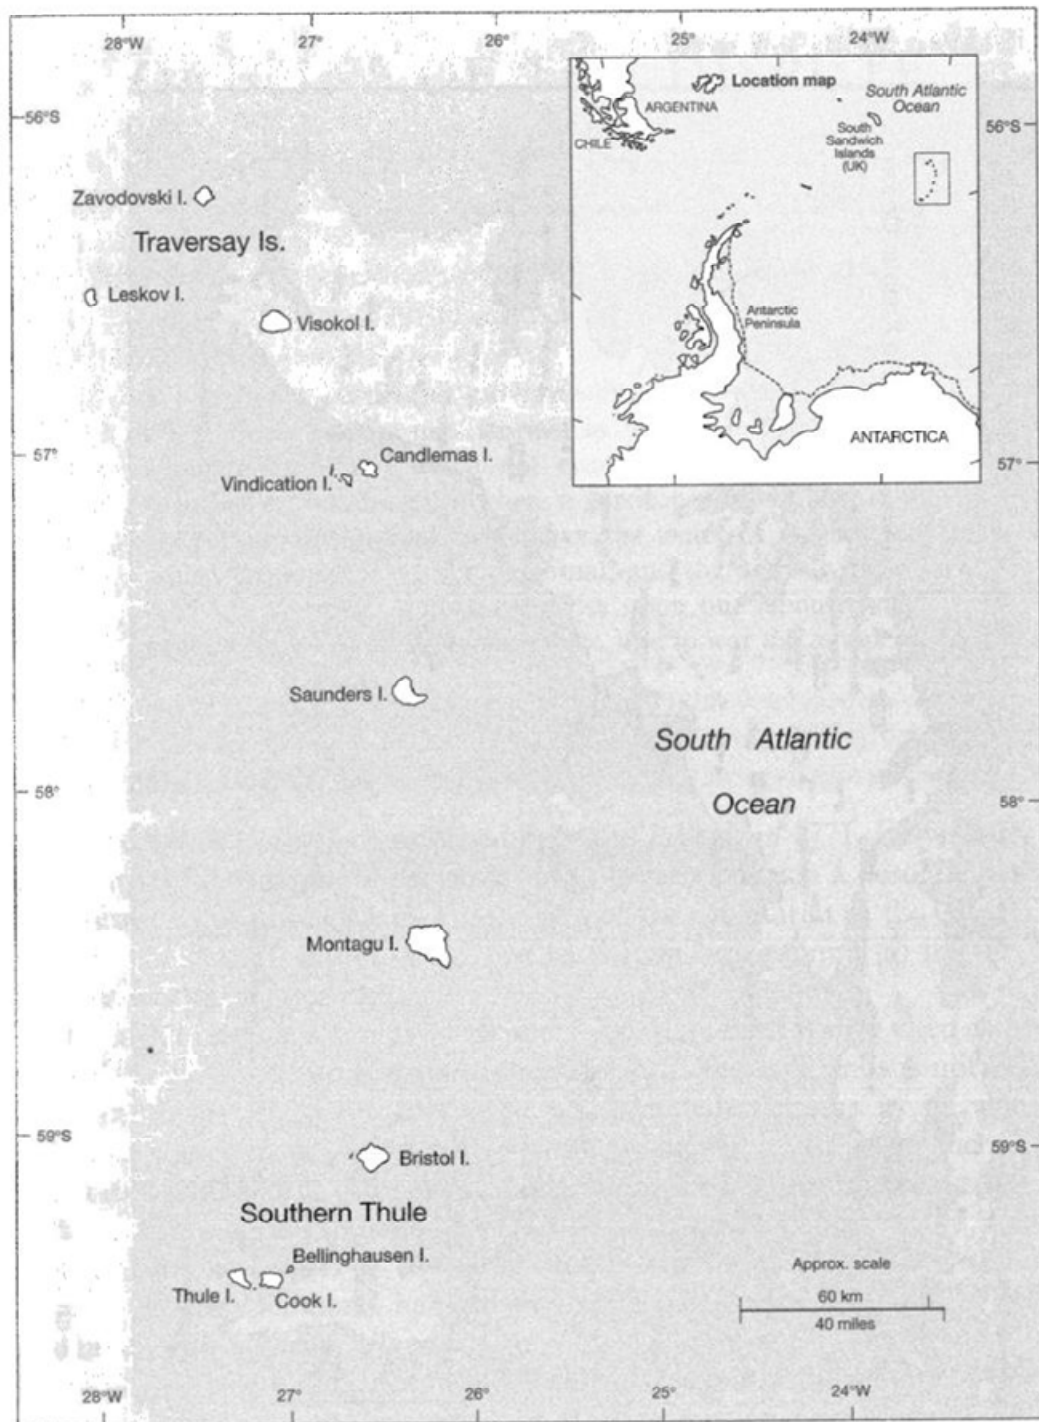 28°W
27°
26°
25°
24°W
56°S
56°S
Location map
ARGENTINA
CHILE
South Atlantic
Ocean
South
Sandwich
Islands
(UK)
Antarctic
Peninsula
ANTARCTICA
Zavodovski I.
Traversay Is.
Leskov I.
Visokol I.
57°
57°
Candlemas I.
Vindication I.
Saunders I.
South Atlantic
Ocean
58°
58°
Montagu I.
59°S
59°S
Bristol I.
Southern Thule
Bellinghausen I.
Thule I.
Cook I.
Approx. scale
60 km
40 miles
28°W
27°
26°
25°
24°W